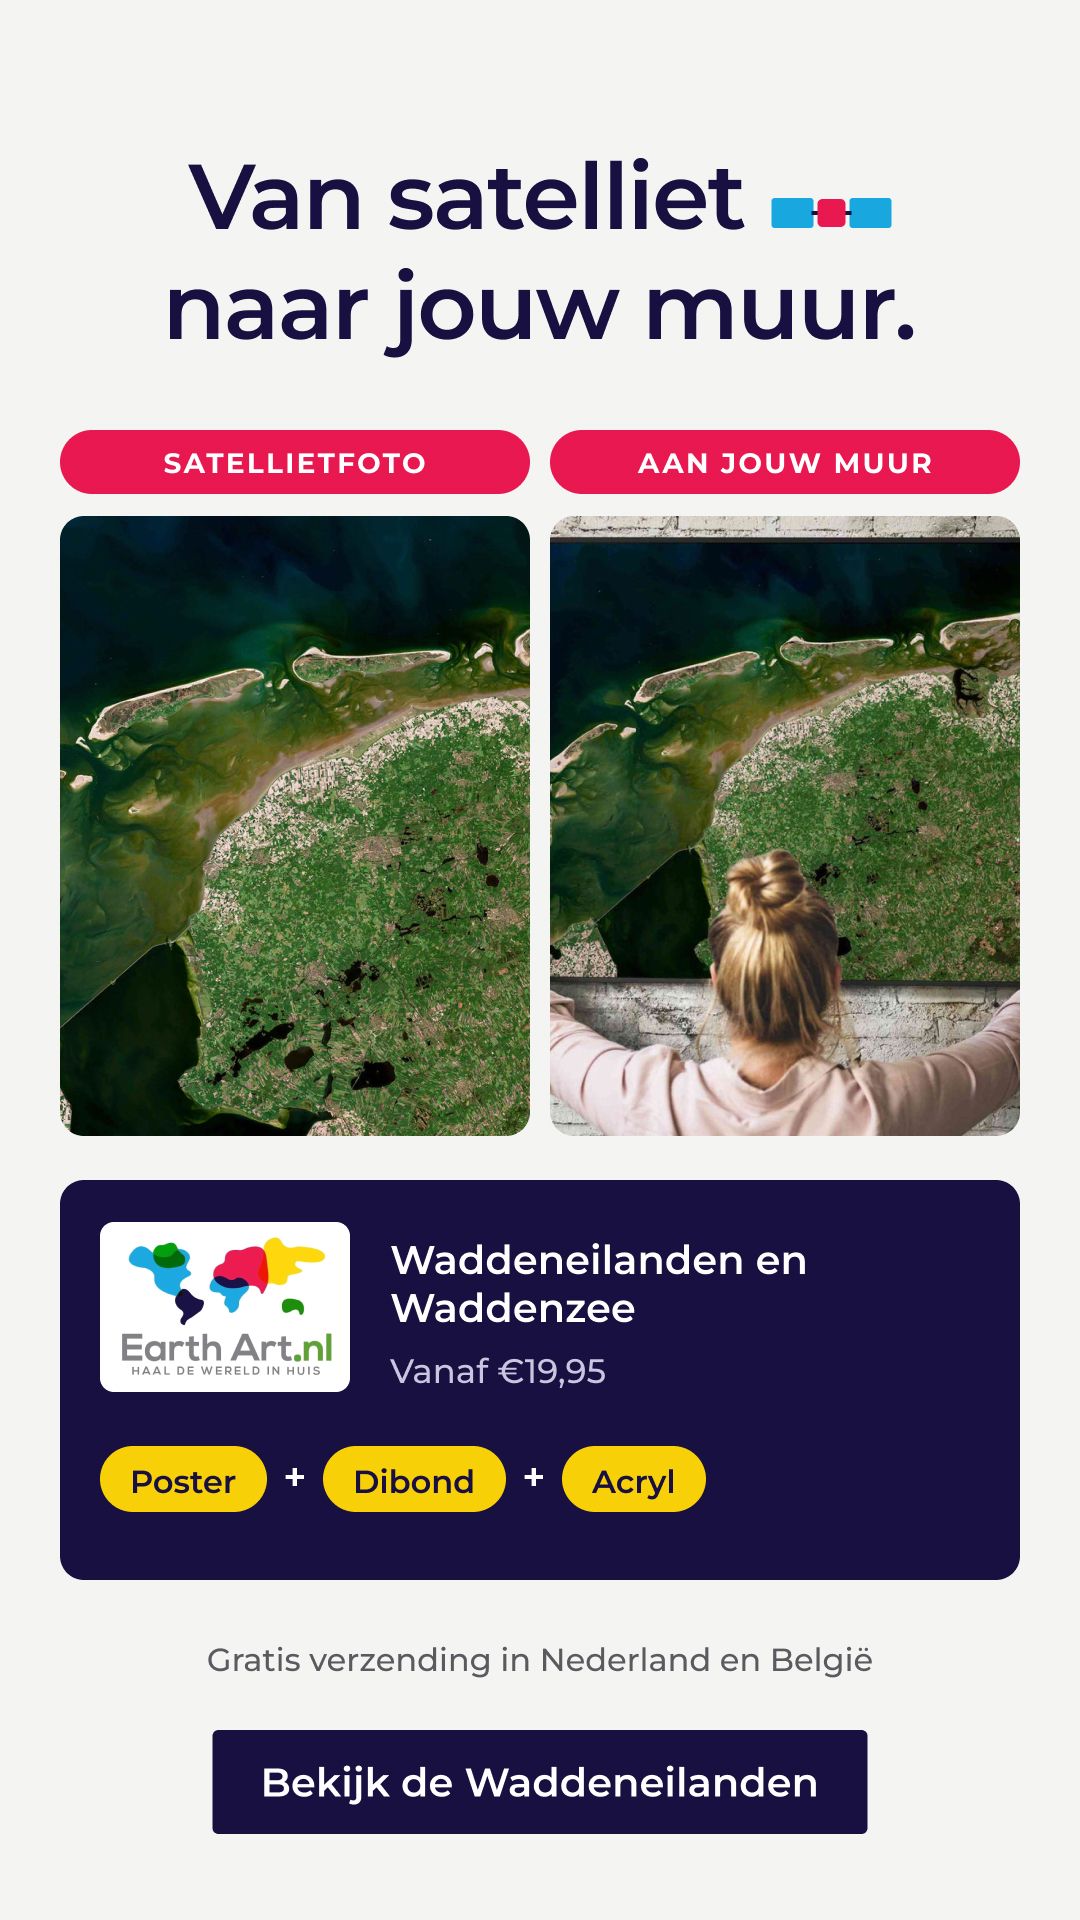 Van satelliet
naar jouw muur.
SATELLIETFOTO
AAN JOUW MUUR
Earth Art.nl
HAAL DE WERELD IN HUIS
Waddeneilanden en
Waddenzee
Vanaf €19,95
Poster + Dibond + Acryl
Gratis verzending in Nederland en België
Bekijk de Waddeneilanden